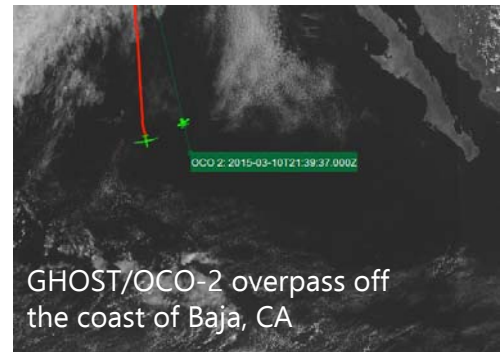 OCO 2: 2015-03-10T21:39:37.000Z
GHOST/OCO-2 overpass off
the coast of Baja, CA